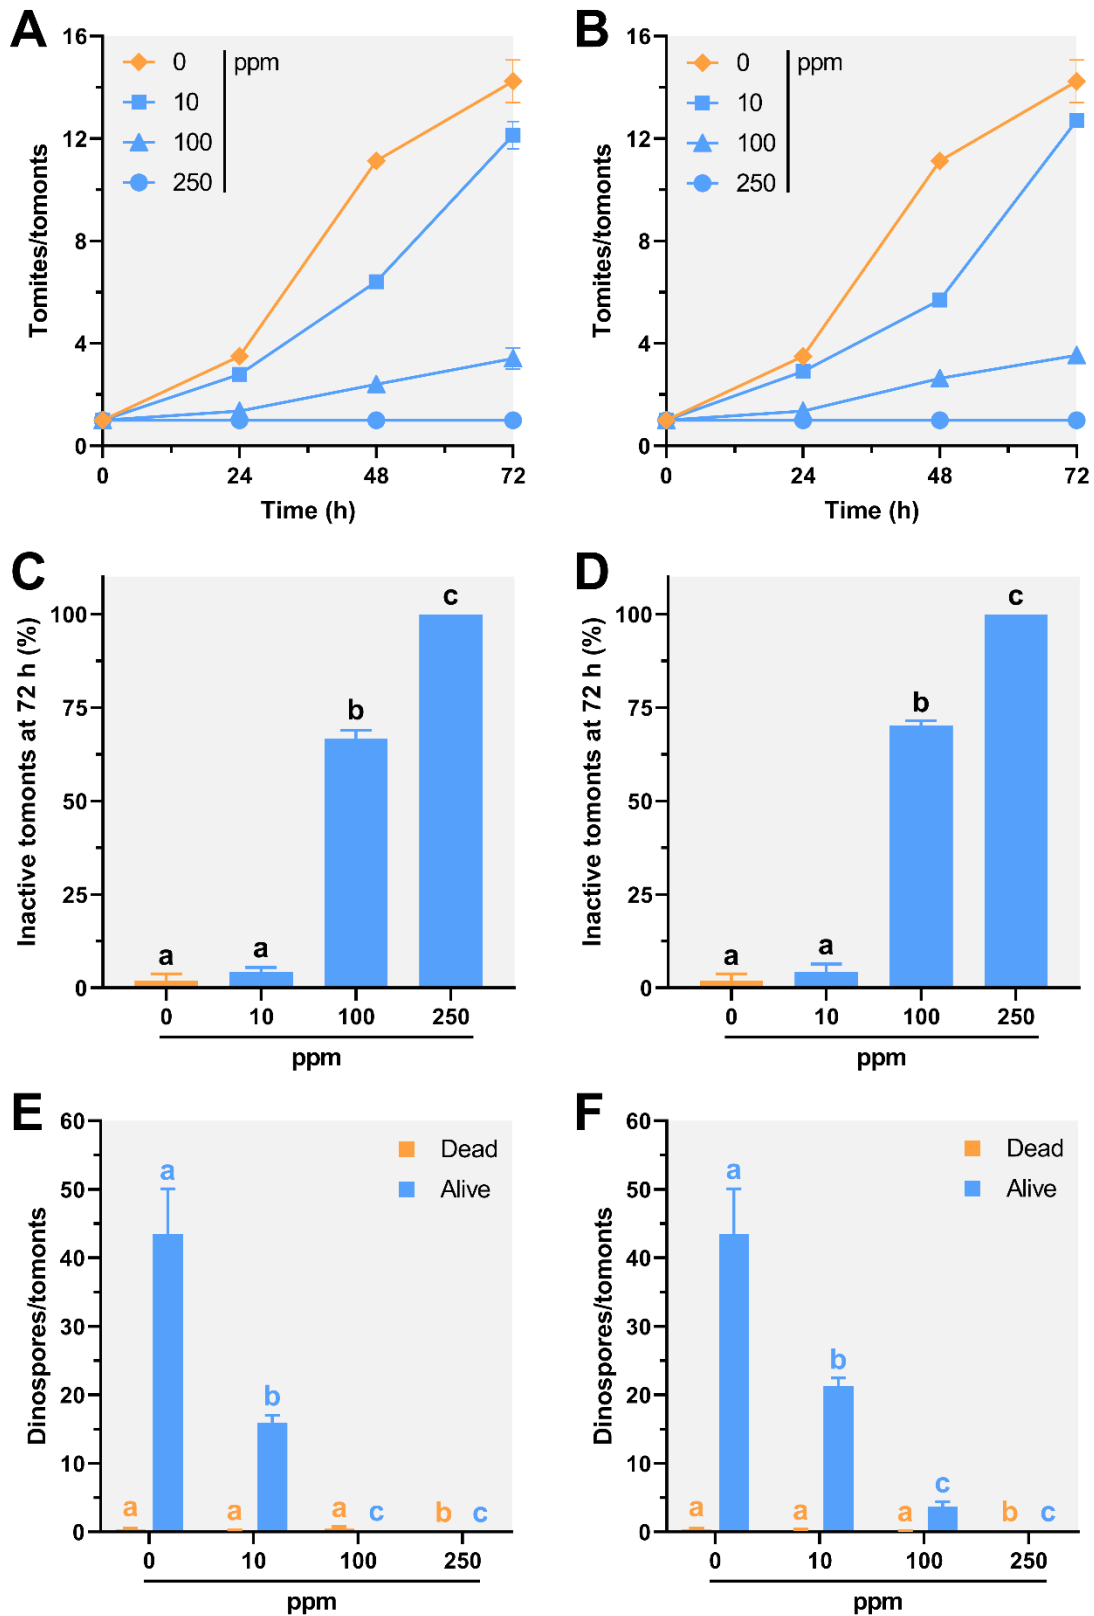 A
16
12
8
4
0
Tomites/tomonts
0
10
100
250
ppm
0
24
48
72
Time (h)
B
16
12
8
4
0
Tomites/tomonts
0
10
100
250
ppm
0
24
48
72
Time (h)
C
100
75
50
25
0
Inactive tomonts at 72 h (%)
a
a
b
c
0
10
100
250
ppm
D
100
75
50
25
0
Inactive tomonts at 72 h (%)
a
a
b
c
0
10
100
250
ppm
E
60
50
40
30
20
10
0
Dinospores/tomonts
Dead
Alive
a
a
a
b
a
c
b
c
0
10
100
250
ppm
F
60
50
40
30
20
10
0
Dinospores/tomonts
Dead
Alive
a
a
a
b
a
c
b
c
0
10
100
250
ppm